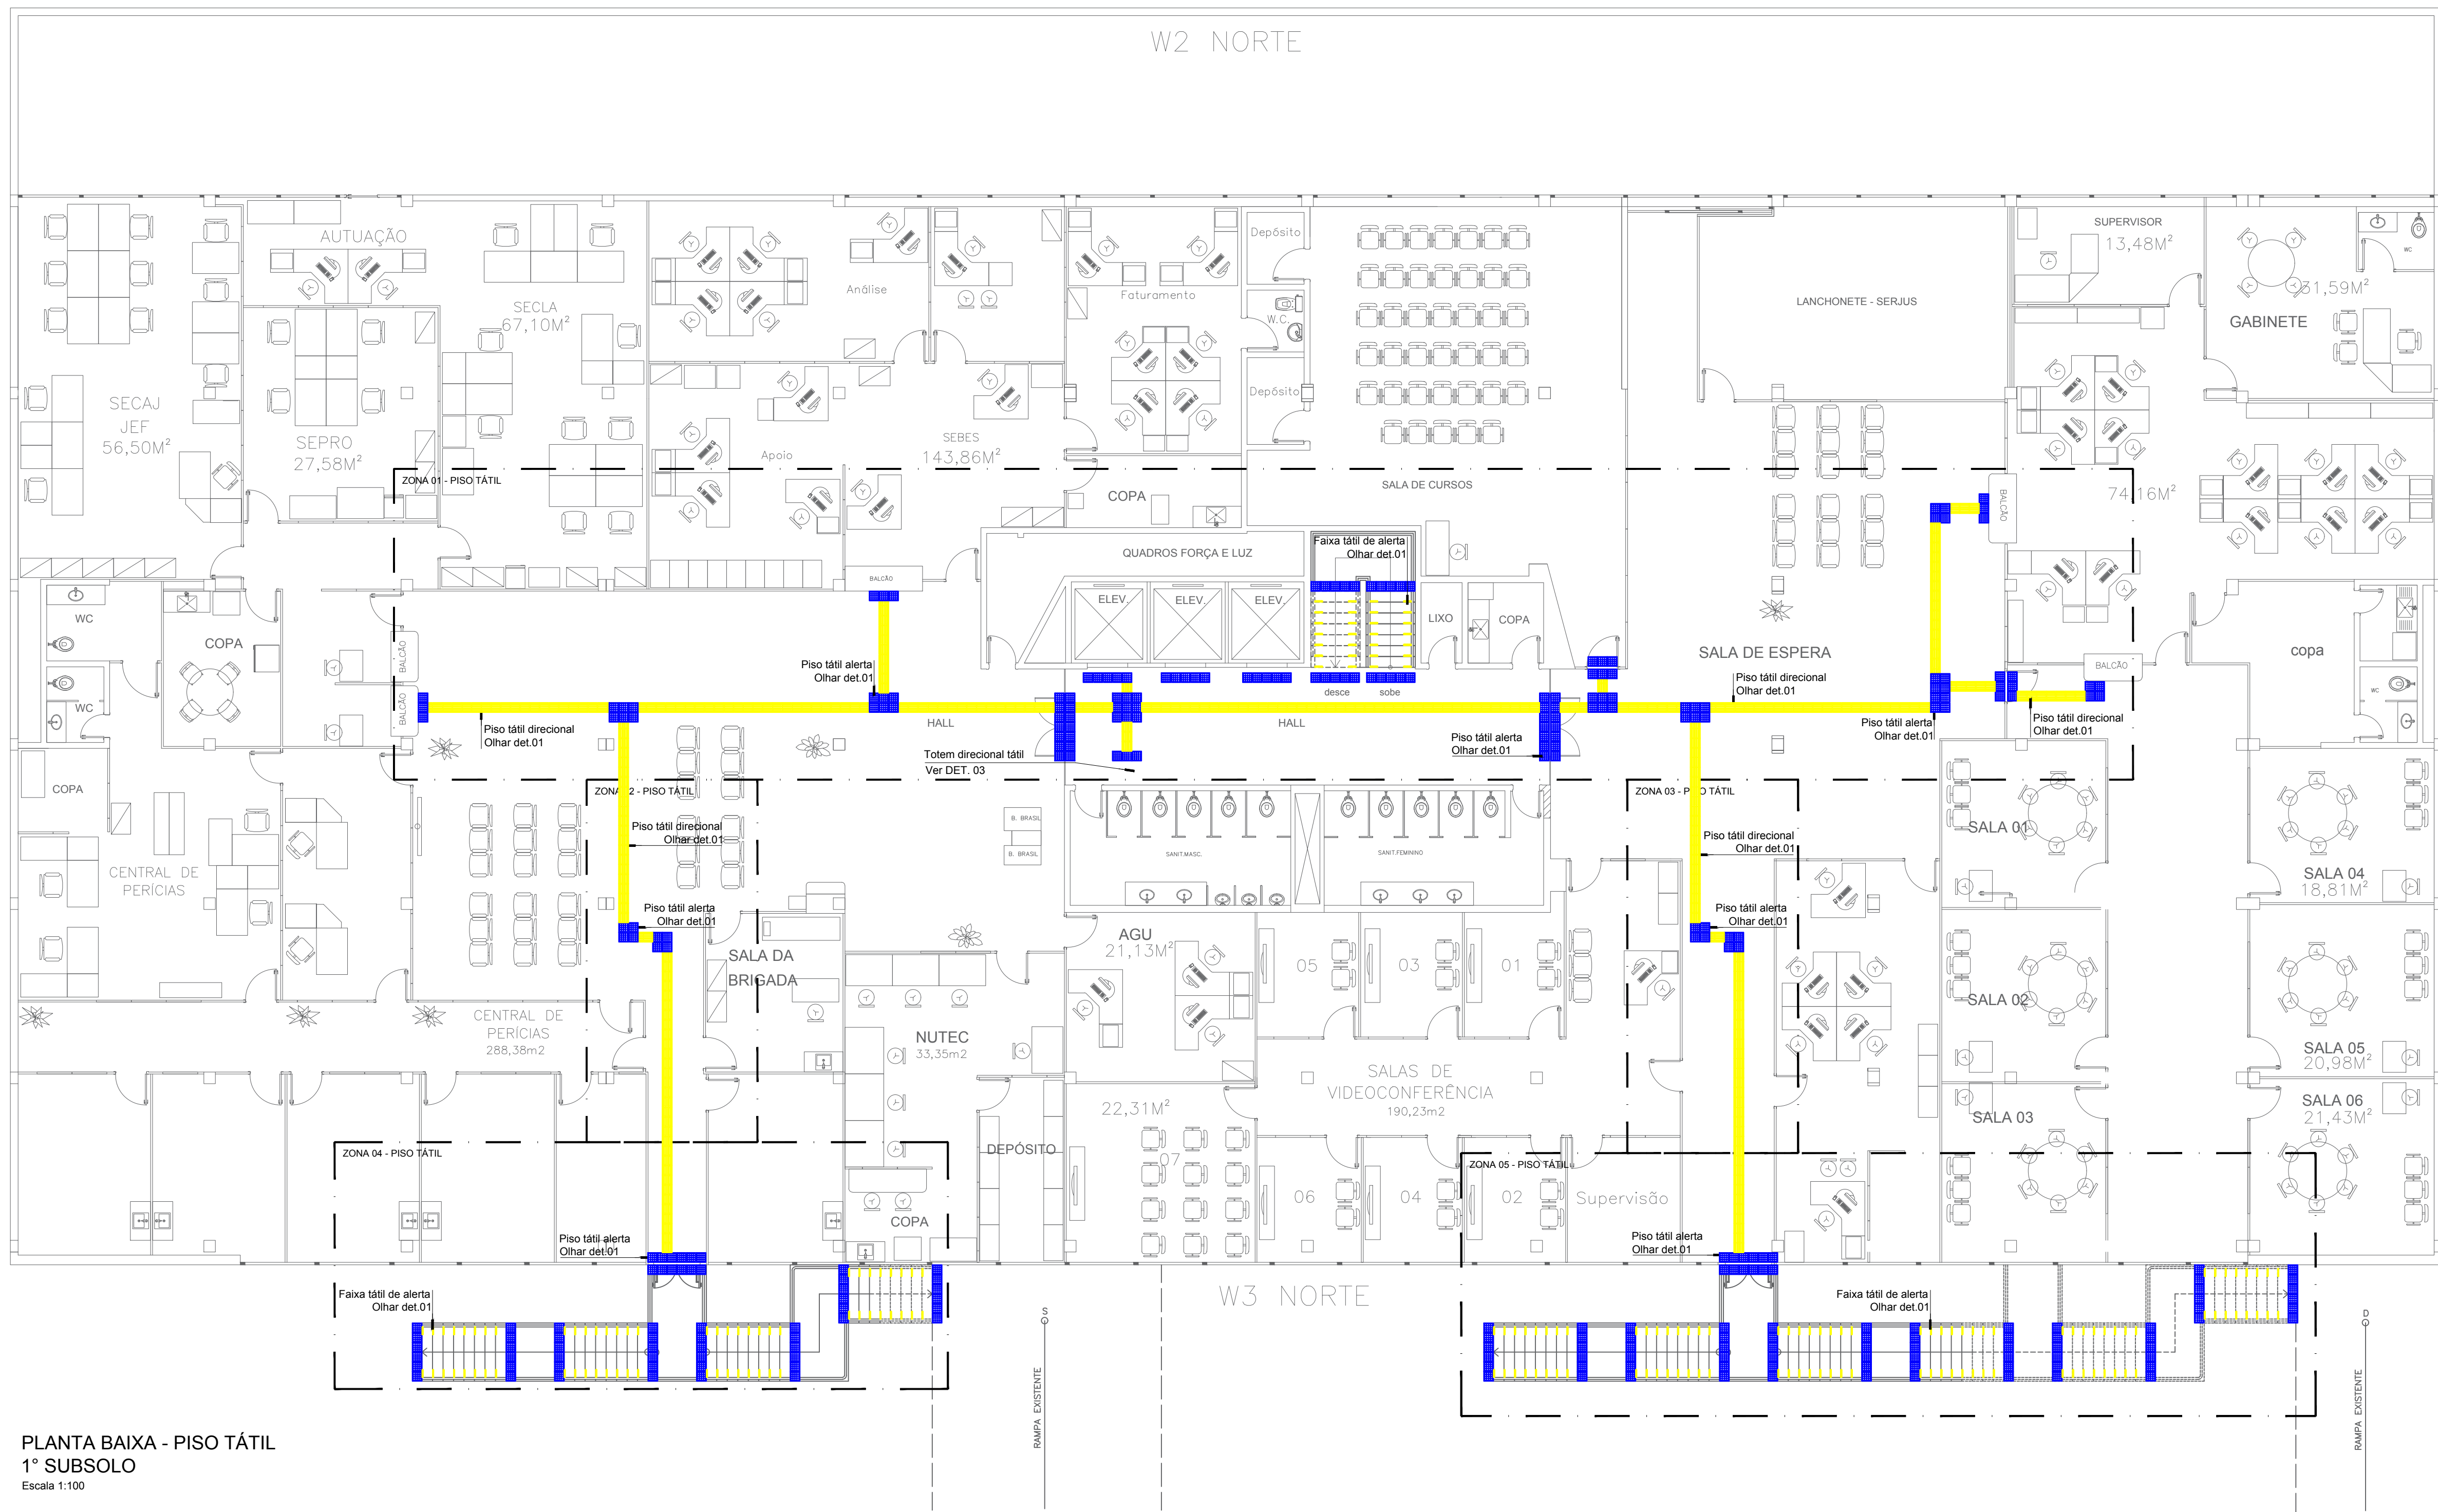 W2 NORTE
AUTUAÇÃO
SECLA
67,10M²
Análise
Faturamento
Depósito
W.C.
Depósito
LANCHONETE - SERJUS
SUPERVISOR
13,48M²
WC
31,59M²
GABINETE
SECAJ
JEF
56,50M²
SEPRO
27,58M²
Apoio
SEBES
143,86M²
ZONA 01 - PISO TÁTIL
COPA
SALA DE CURSOS
BALCÃO
74,16M²
QUADROS FORÇA E LUZ
Faixa tátil de alerta
Olhar det.01
BALCÃO
ELEV.
ELEV.
ELEV.
LIXO
COPA
WC
COPA
BALCÃO
BALCÃO
WC
Piso tátil alerta
Olhar det.01
desce
sobe
SALA DE ESPERA
BALCÃO
copa
WC
Piso tátil direcional
Olhar det.01
Piso tátil direcional
Olhar det.01
HALL
HALL
Piso tátil alerta
Olhar det.01
Piso tátil alerta
Olhar det.01
Piso tátil direcional
Olhar det.01
Totem direcional tátil
Ver DET. 03
COPA
ZONA 02 - PISO TÁTIL
ZONA 03 - PISO TÁTIL
B. BRASIL
B. BRASIL
Piso tátil direcional
Olhar det.01
Piso tátil direcional
Olhar det.01
SANIT.MASC.
SANIT.FEMININO
SALA 01
CENTRAL DE
PERÍCIAS
SALA 04
18,81M²
Piso tátil alerta
Olhar det.01
Piso tátil alerta
Olhar det.01
SALA DA
BRIGADA
AGU
21,13M²
05
03
01
SALA 02
CENTRAL DE
PERÍCIAS
288,38m2
NUTEC
33,35m2
SALAS DE
VIDEOCONFERÊNCIA
190,23m2
SALA 05
20,98M²
22,31M²
SALA 03
SALA 06
21,43M²
ZONA 04 - PISO TÁTIL
DEPÓSITO
07
ZONA 05 - PISO TÁTIL
06
04
02
Supervisão
COPA
Piso tátil alerta
Olhar det.01
Piso tátil alerta
Olhar det.01
W3 NORTE
Faixa tátil de alerta
Olhar det.01
Faixa tátil de alerta
Olhar det.01
S
D
RAMPA EXISTENTE
RAMPA EXISTENTE
PLANTA BAIXA - PISO TÁTIL
1° SUBSOLO
Escala 1:100